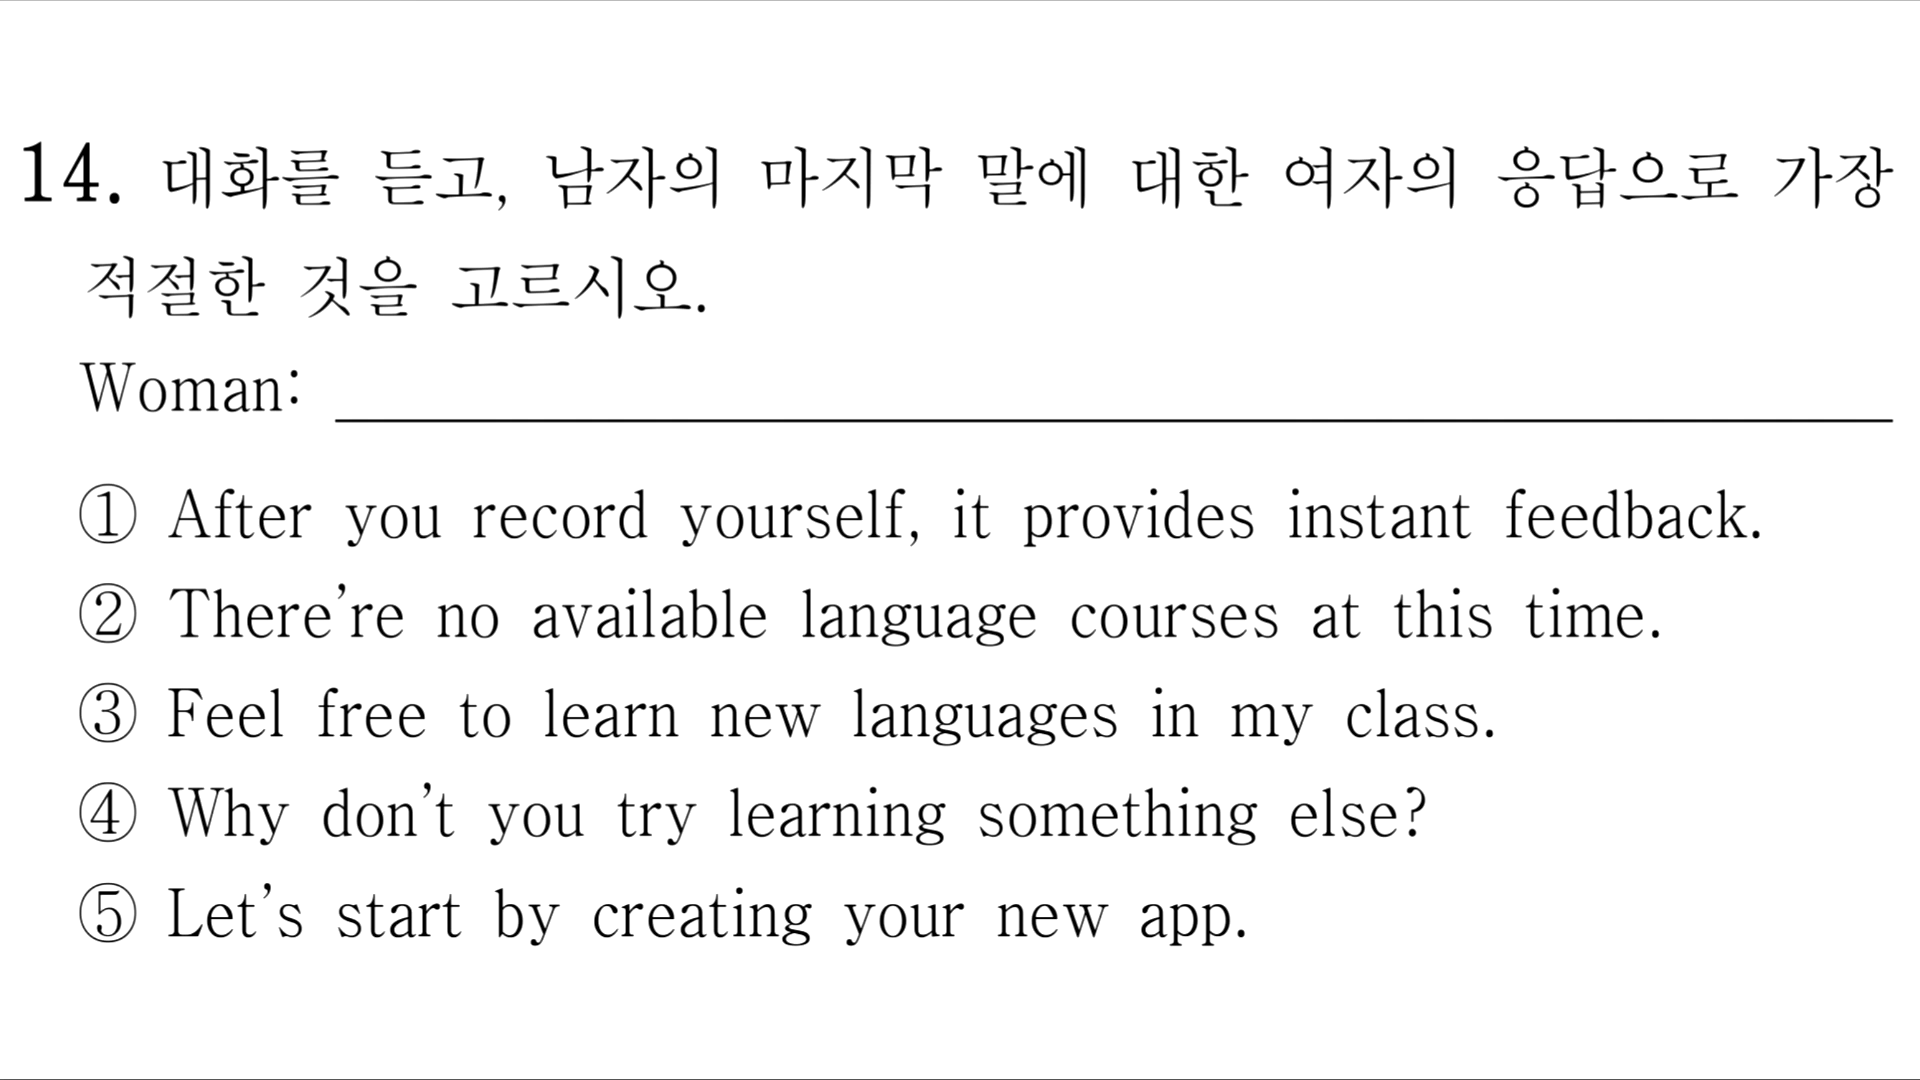 14. 대화를 듣고, 남자의 마지막 말에 대한 여자의 응답으로 가장
적절한 것을 고르시오.
Woman: ____________________
① After you record yourself, it provides instant feedback.
② There're no available language courses at this time.
③ Feel free to learn new languages in my class.
④ Why don't you try learning something else?
⑤ Let's start by creating your new app.